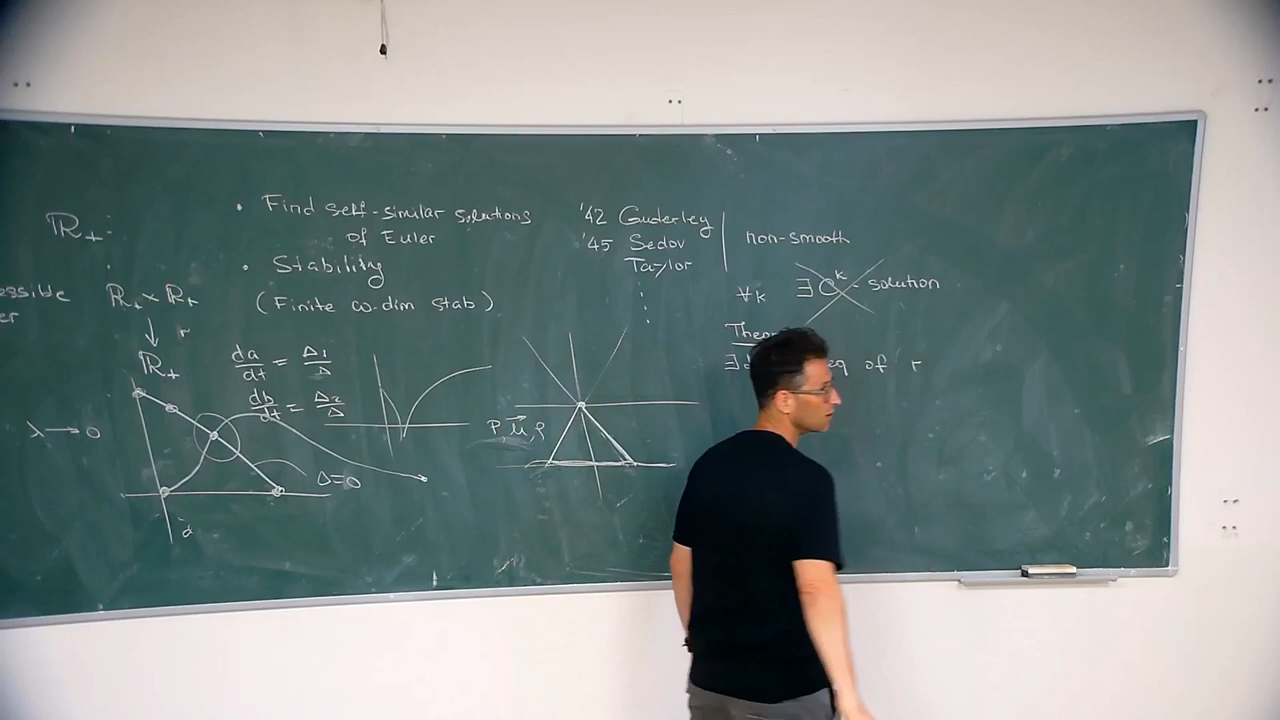 ℝ₊:
• Find self-similar solutions
of Euler
• Stability
(Finite co-dim stab)
ℝ₊ × ℝ₊
↓ r
ℝ₊
da/dt = Δ₁/Δ
db/dt = Δ₂/Δ
λ → 0
Δ=0
'42 Guderley
'45 Sedov
Taylor
⋮
non-smooth
∀k ∃ Cᵏ - solution
∃ of r